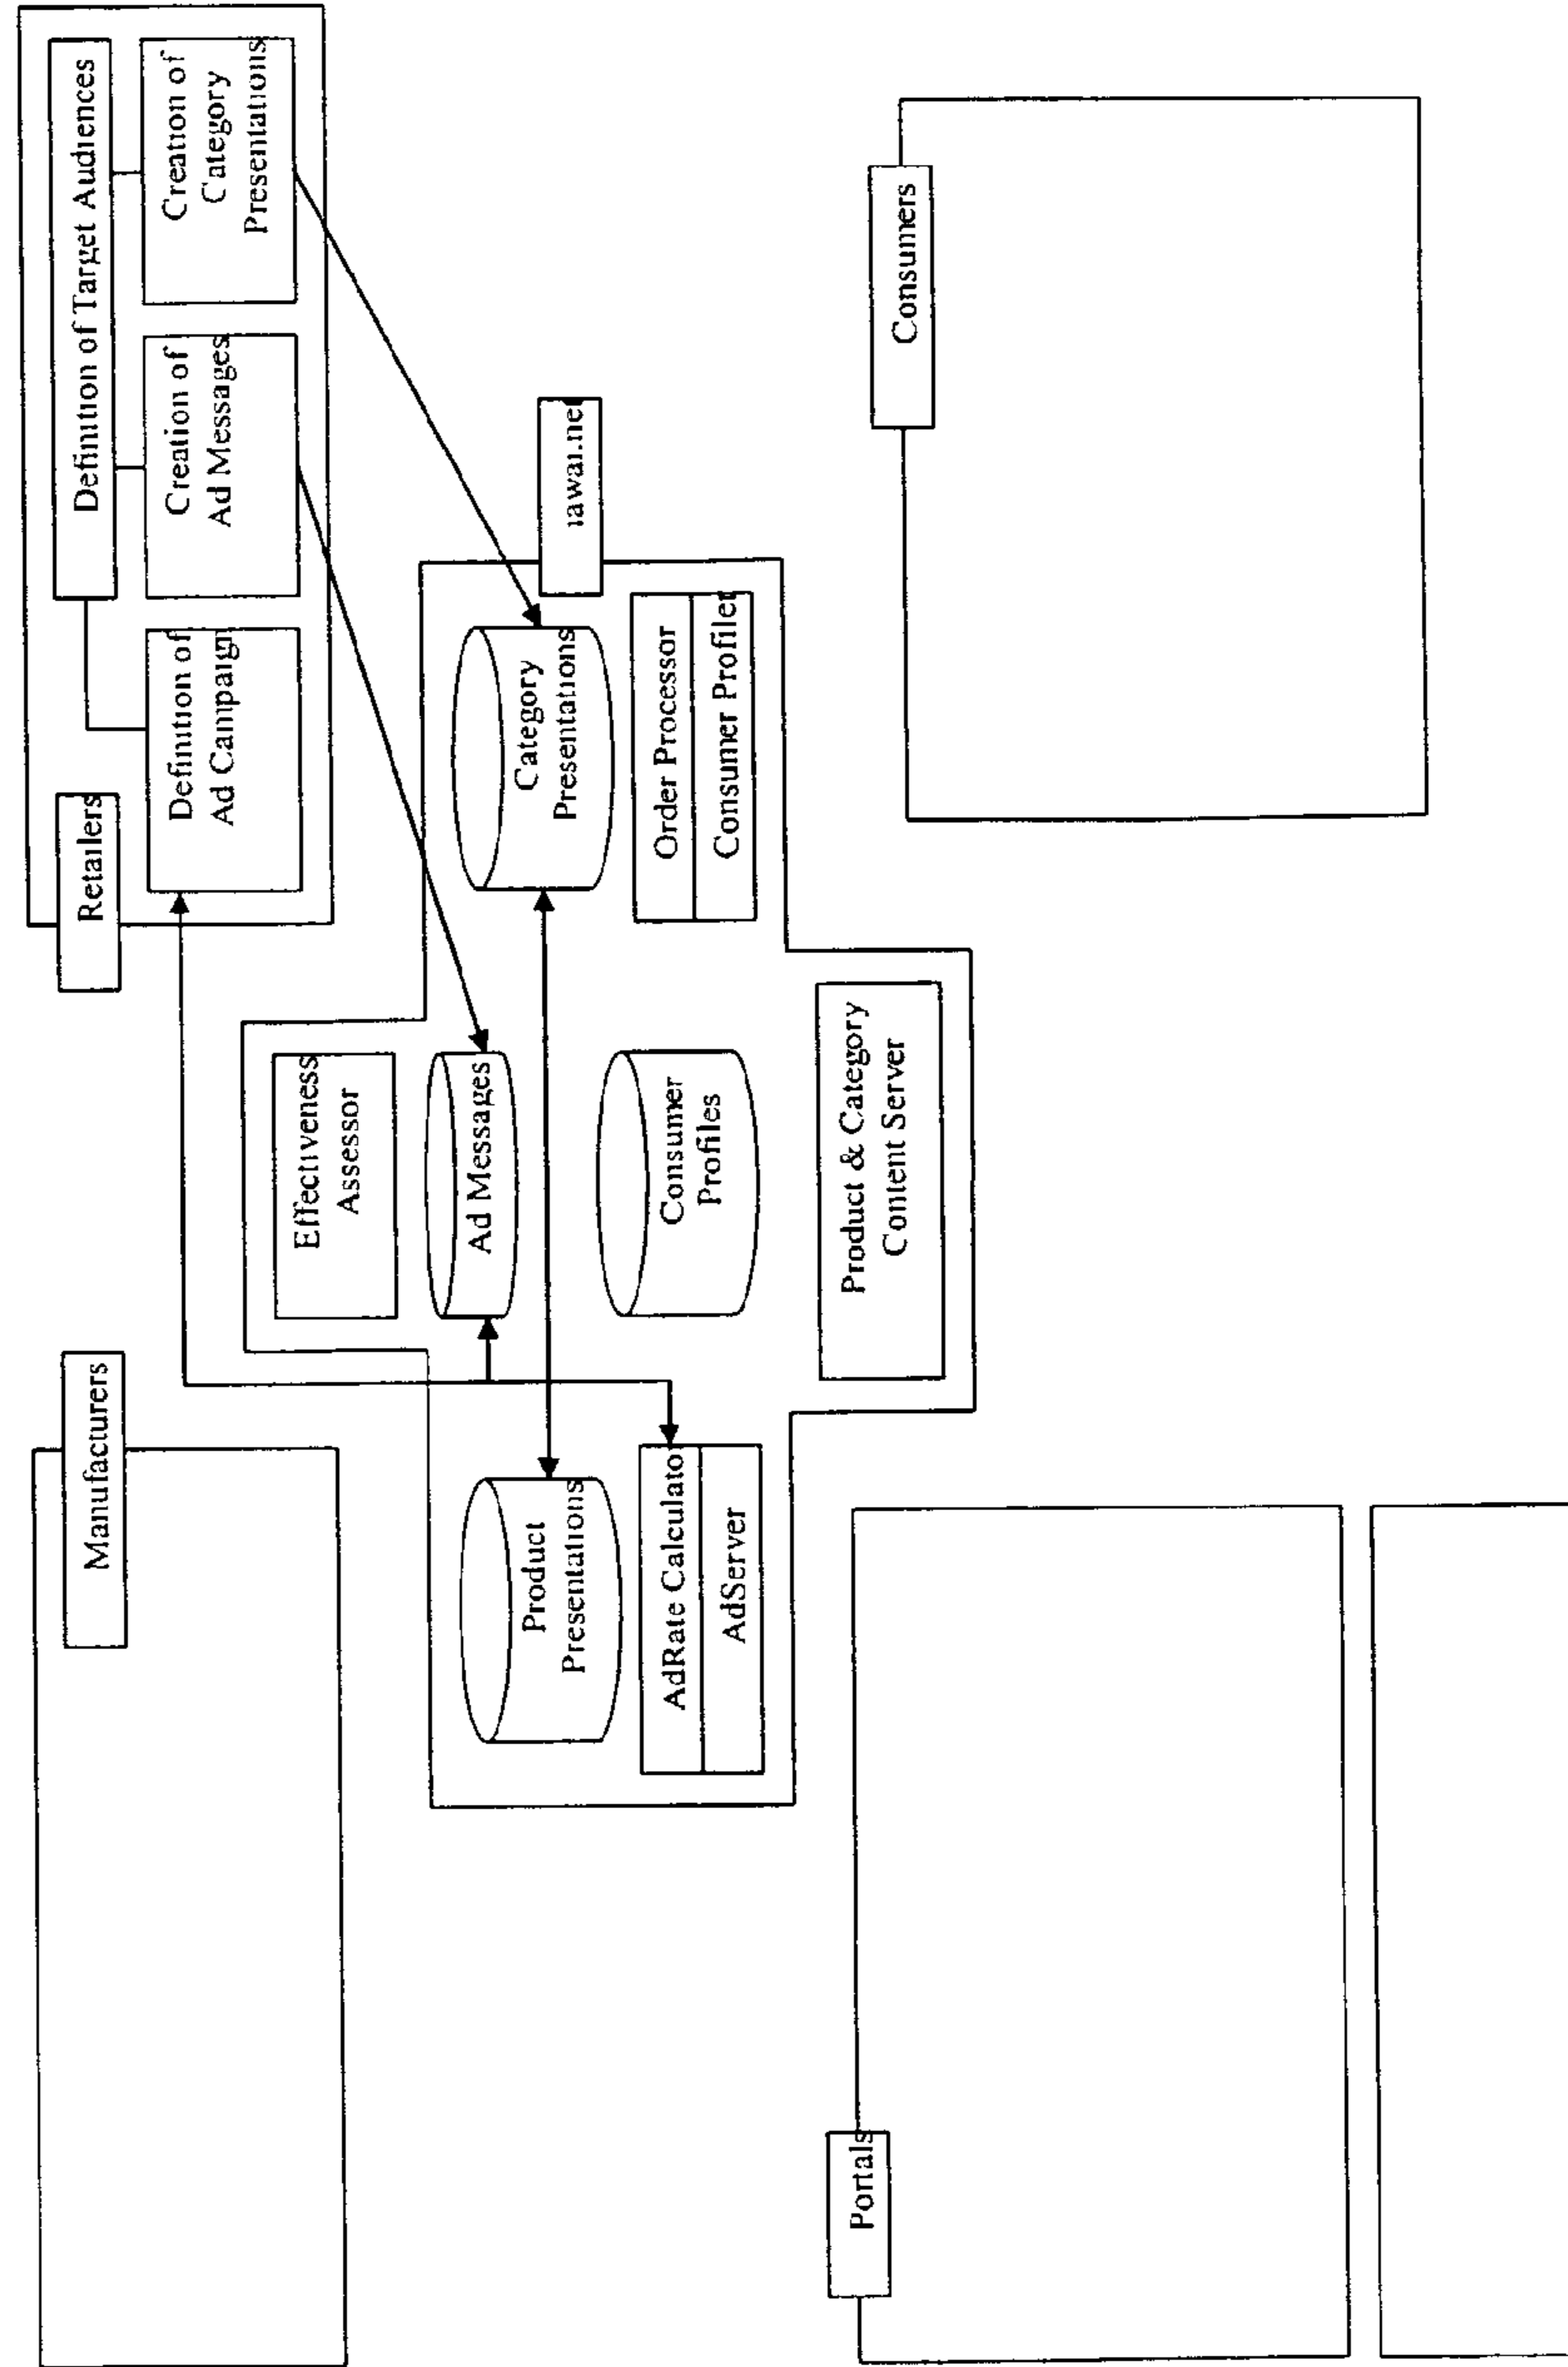 Manufacturers
Retailers
Definition of Target Audiences
Definition of
Ad Campaign
Creation of
Ad Messages
Creation of
Category
Presentations
Effectiveness
Assessor
Ad Messages
Product
Presentations
Category
Presentations
Consumer
Profiles
AdRate Calculato
AdServer
Order Processor
Consumer Profiler
Product & Category
Content Server
Portals
Consumers